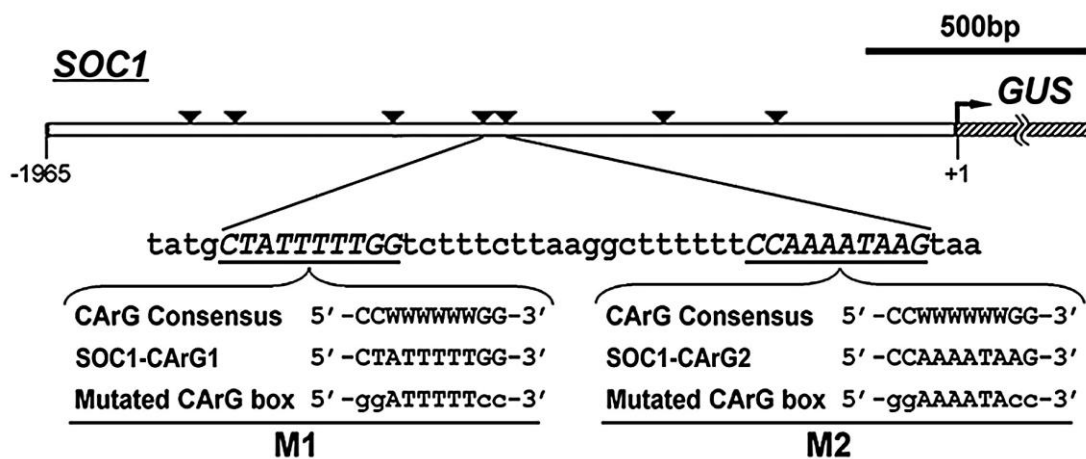 500bp
SOC1
GUS
-1965
+1
tatgCTATTTTTGGtctttcttaaggcttttttCCAAAATAAGtaa
CArG Consensus 5′-CCWWWWWWGG-3′
SOC1-CArG1 5′-CTATTTTTGG-3′
Mutated CArG box 5′-ggATTTTTcc-3′
M1
CArG Consensus 5′-CCWWWWWWGG-3′
SOC1-CArG2 5′-CCAAAATAAG-3′
Mutated CArG box 5′-ggAAAATAcc-3′
M2